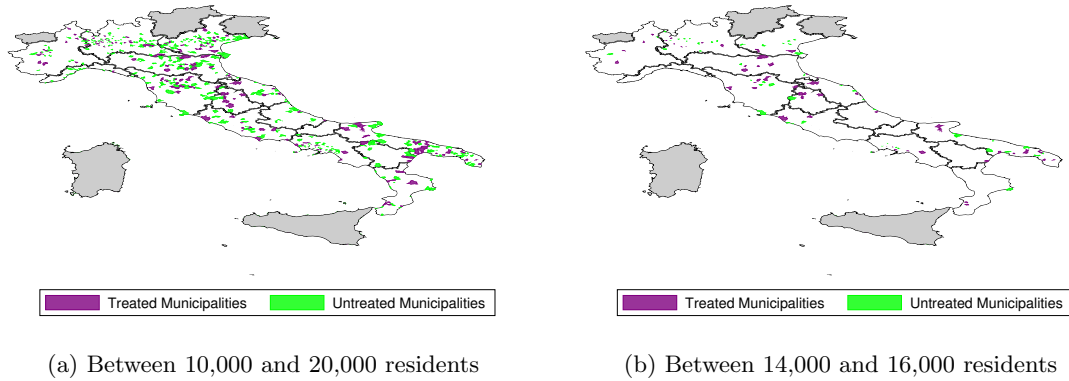 Treated Municipalities Untreated Municipalities
Treated Municipalities Untreated Municipalities
(a) Between 10,000 and 20,000 residents
(b) Between 14,000 and 16,000 residents